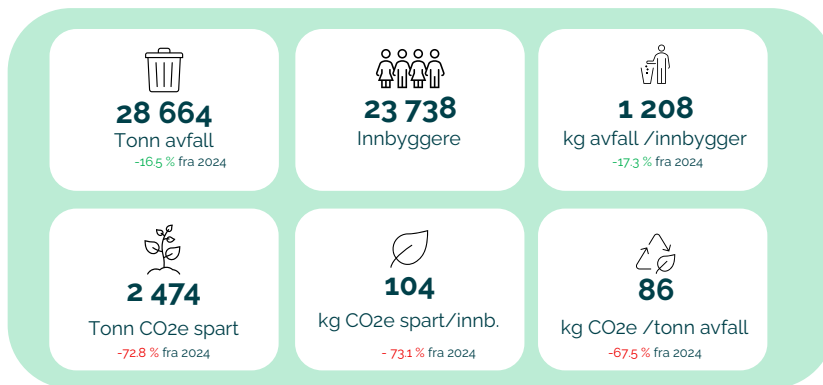 28 664
Tonn avfall
-16.5 % fra 2024
23 738
Innbyggere
1 208
kg avfall /innbygger
-17.3 % fra 2024
2 474
Tonn CO2e spart
-72.8 % fra 2024
104
kg CO2e spart/innb.
- 73.1 % fra 2024
86
kg CO2e /tonn avfall
-67.5 % fra 2024